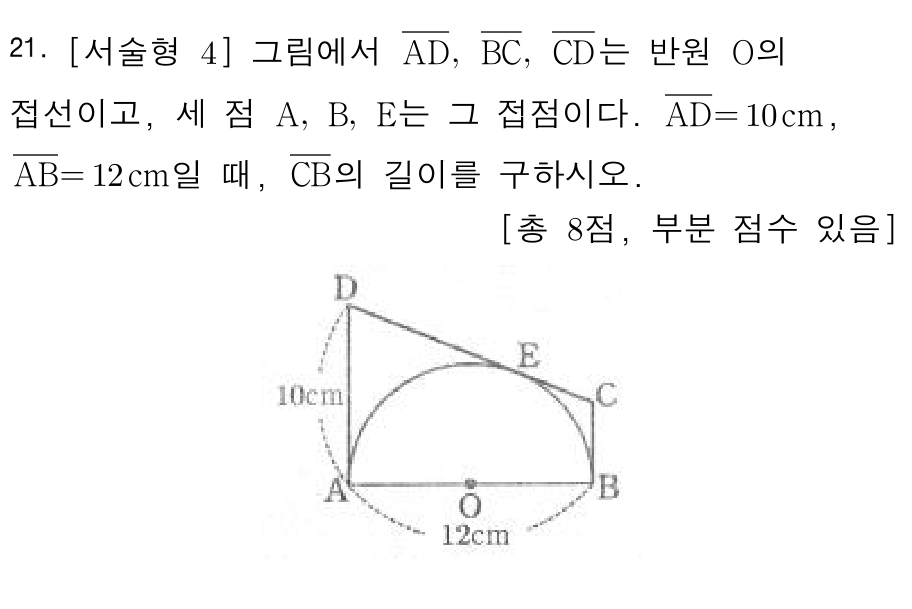 21. [서술형 4] 그림에서 AD, BC, CD는 반원 O의
접선이고, 세 점 A, B, E는 그 접점이다. AD=10cm,
AB=12cm일 때, CB의 길이를 구하시오.
[총 8점, 부분 점수 있음]
D
E
10cm
C
A
B
O
12cm